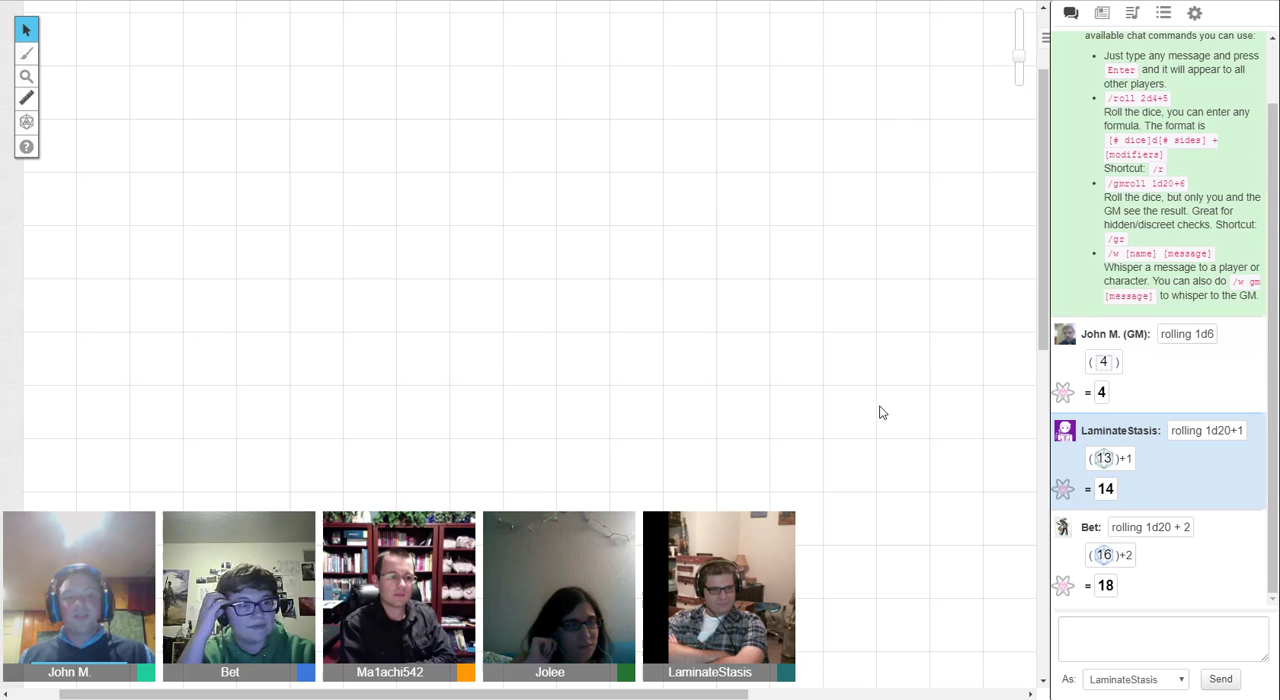 available chat commands you can use:
• Just type any message and press
Enter and it will appear to all
other players.
• /roll 2d4+5
Roll the dice, you can enter any
formula. The format is
[# dice]d[# sides] +
[modifiers]
Shortcut: /r
• /gmroll 1d20+6
Roll the dice, but only you and the
GM see the result. Great for
hidden/discreet checks. Shortcut:
/gr
• /w [name] [message]
Whisper a message to a player or
character. You can also do /w gm
[message] to whisper to the GM.
John M. (GM): rolling 1d6
( 4 )
= 4
LaminateStasis: rolling 1d20+1
( 13 )+1
= 14
Bet: rolling 1d20 + 2
( 16 )+2
= 18
As: LaminateStasis Send
John M.
Bet
Ma1achi542
Jolee
LaminateStasis